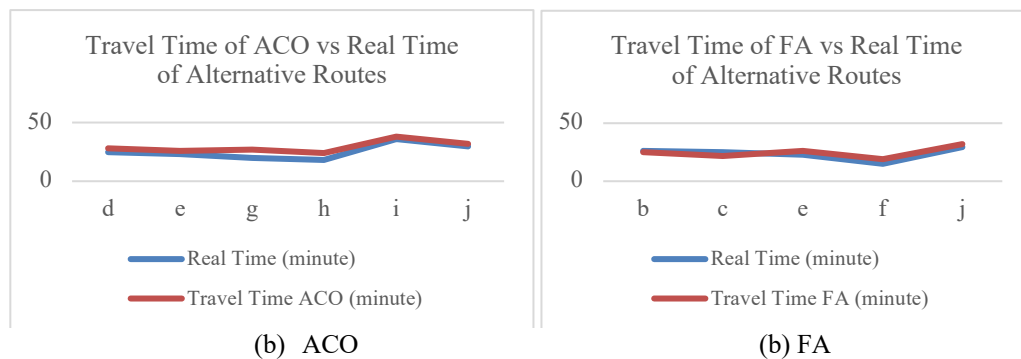 Travel Time of ACO vs Real Time
of Alternative Routes
50
0
d e g h i j
Real Time (minute)
Travel Time ACO (minute)
(b) ACO
Travel Time of FA vs Real Time
of Alternative Routes
50
0
b c e f j
Real Time (minute)
Travel Time FA (minute)
(b) FA